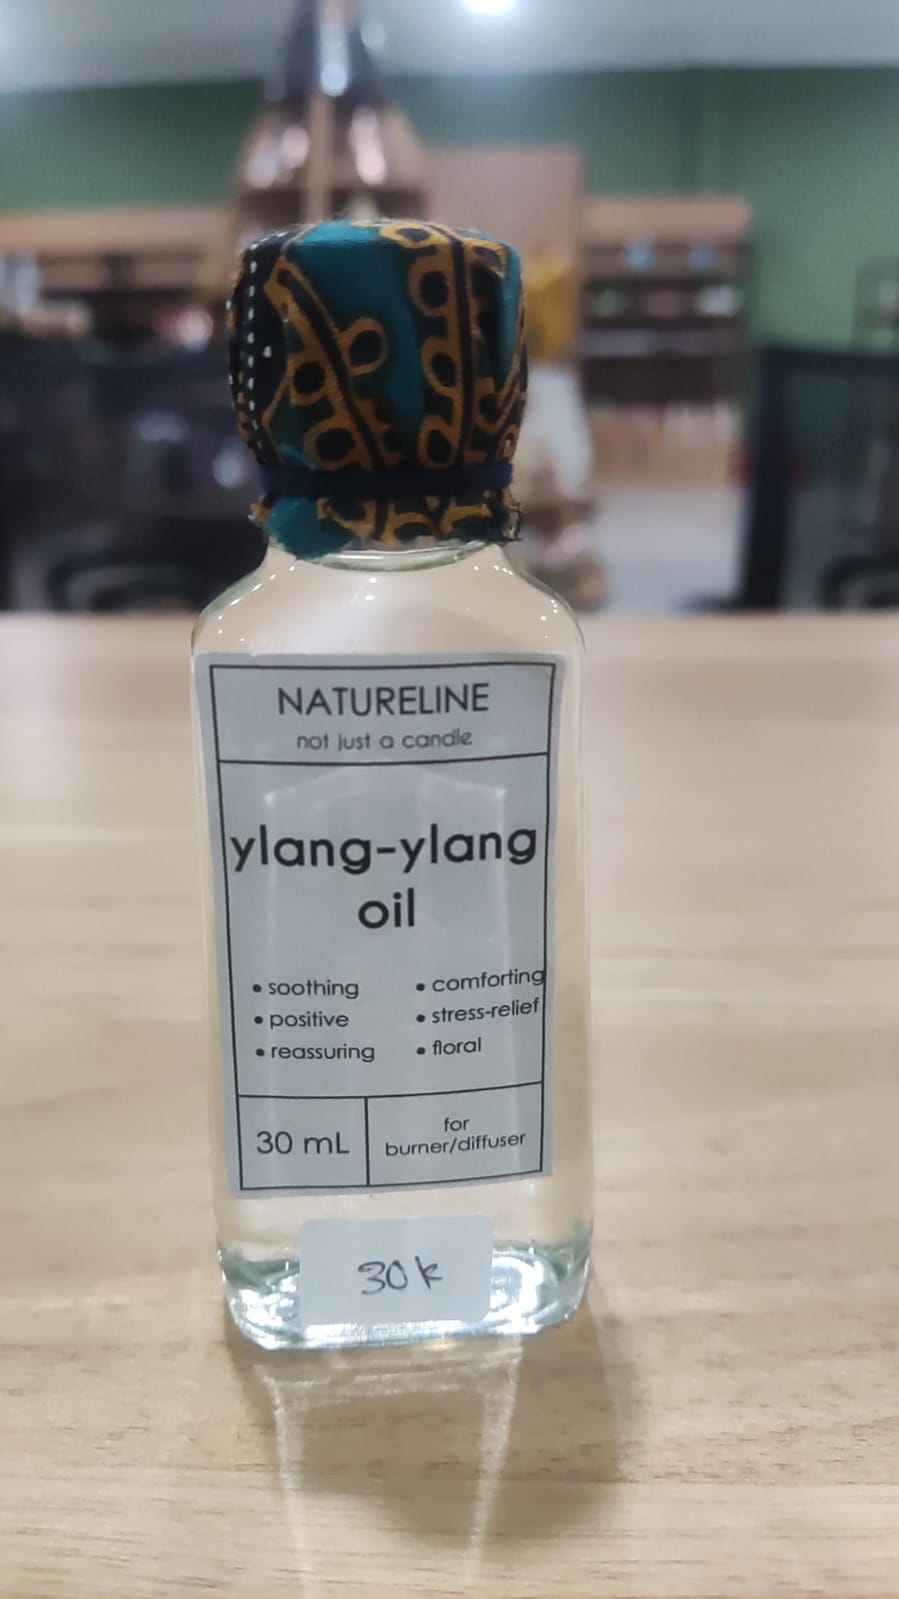 NATURELINE
not just a candle
ylang-ylang
oil
• soothing
• positive
• reassuring
• comforting
• stress-relief
• floral
30 mL
for
burner/diffuser
30k